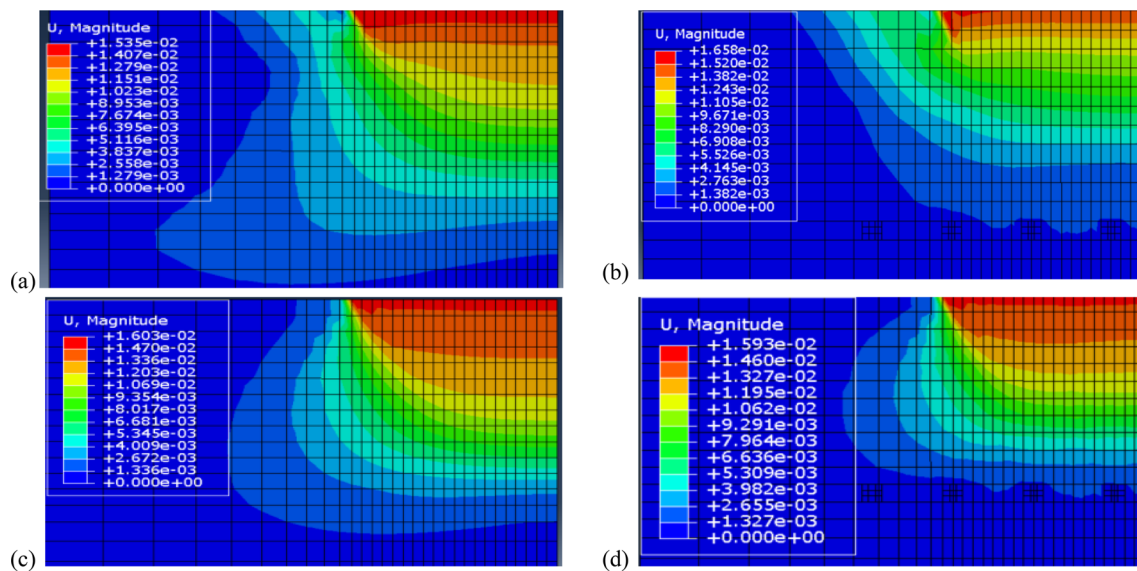 U, Magnitude
+1.535e-02
+1.407e-02
+1.279e-02
+1.151e-02
+1.023e-02
+8.953e-03
+7.674e-03
+6.395e-03
+5.116e-03
+3.837e-03
+2.558e-03
+1.279e-03
+0.000e+00
(a)
U, Magnitude
+1.658e-02
+1.520e-02
+1.382e-02
+1.243e-02
+1.105e-02
+9.671e-03
+8.290e-03
+6.908e-03
+5.526e-03
+4.145e-03
+2.763e-03
+1.382e-03
+0.000e+00
(b)
U, Magnitude
+1.603e-02
+1.470e-02
+1.336e-02
+1.203e-02
+1.069e-02
+9.354e-03
+8.017e-03
+6.681e-03
+5.345e-03
+4.009e-03
+2.672e-03
+1.336e-03
+0.000e+00
(c)
U, Magnitude
+1.593e-02
+1.460e-02
+1.327e-02
+1.195e-02
+1.062e-02
+9.291e-03
+7.964e-03
+6.636e-03
+5.309e-03
+3.982e-03
+2.655e-03
+1.327e-03
+0.000e+00
(d)